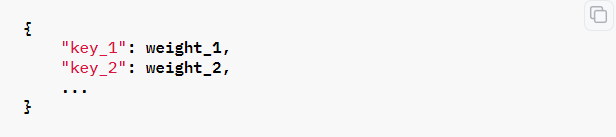 {
"key_1": weight_1,
"key_2": weight_2,
...
}